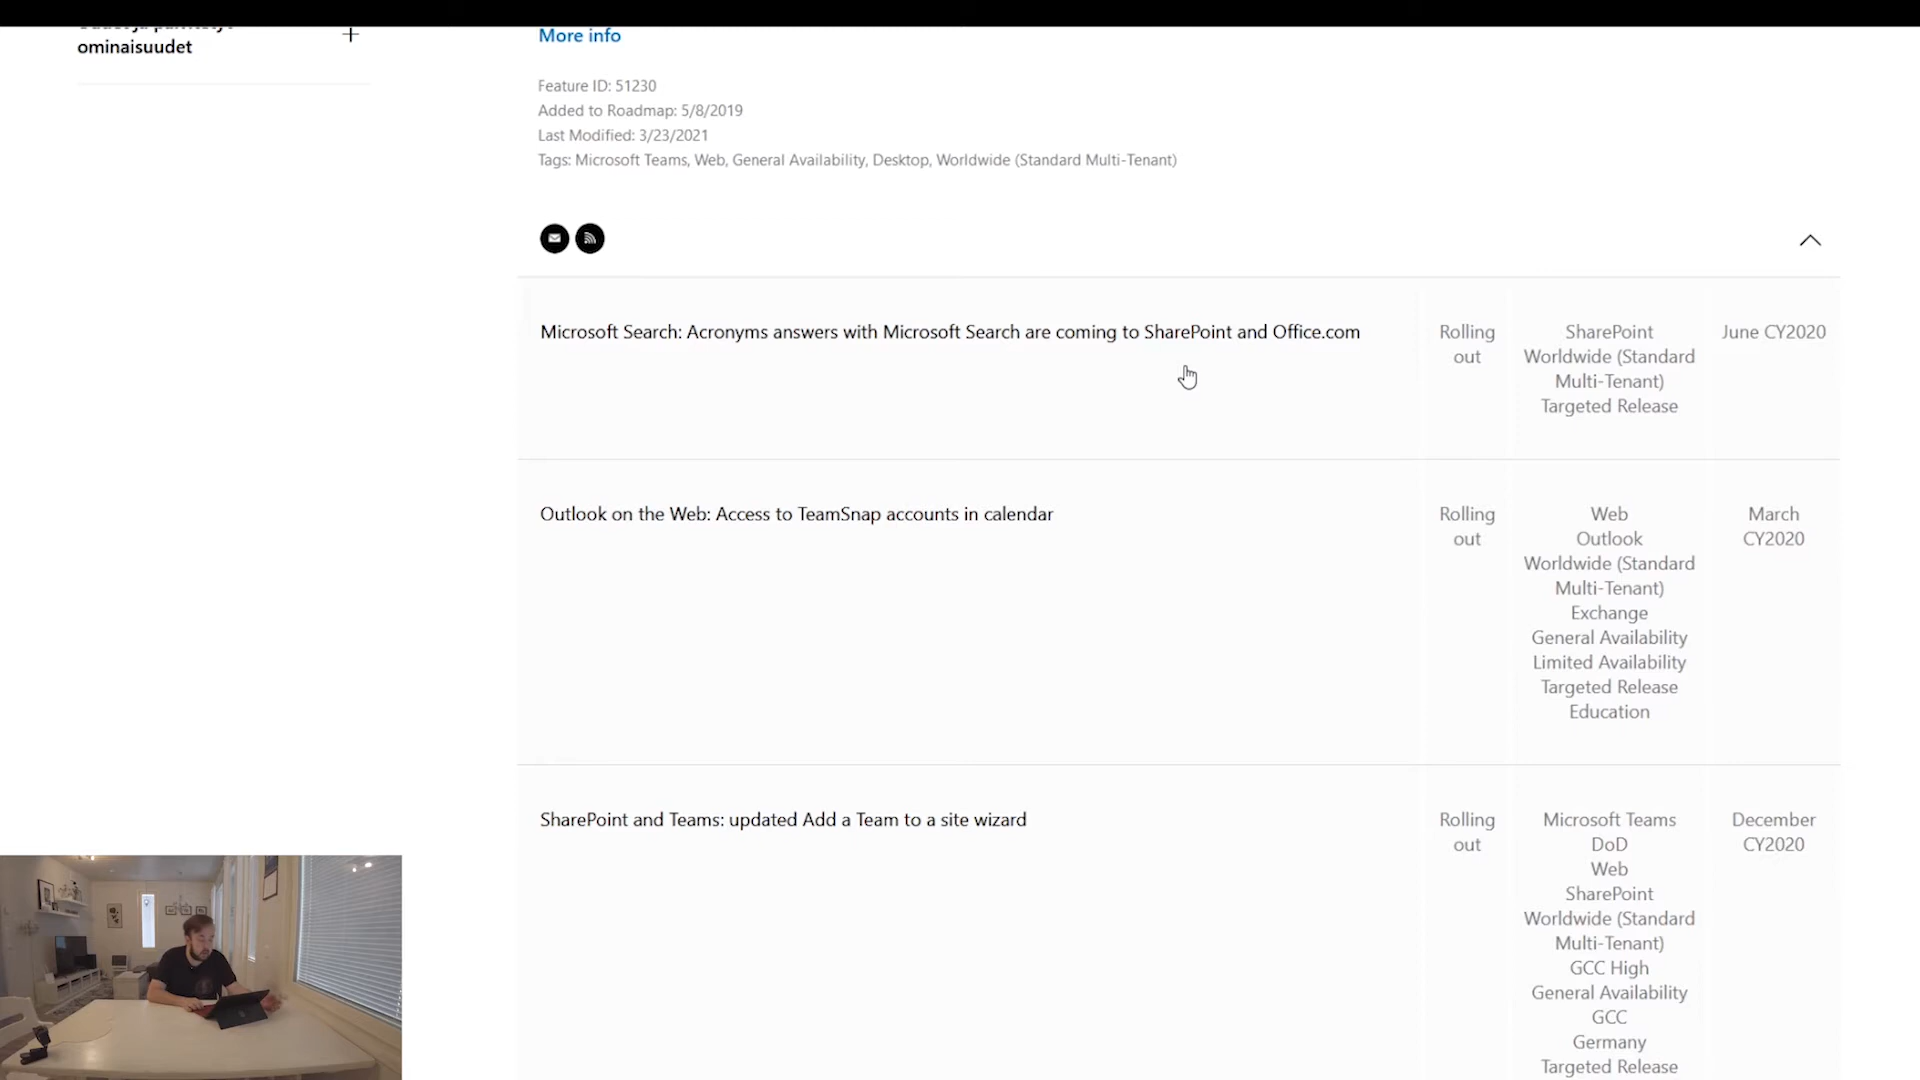 ominaisuudet
More info
Feature ID: 51230
Added to Roadmap: 5/8/2019
Last Modified: 3/23/2021
Tags: Microsoft Teams, Web, General Availability, Desktop, Worldwide (Standard Multi-Tenant)
Microsoft Search: Acronyms answers with Microsoft Search are coming to SharePoint and Office.com
Rolling
out
SharePoint
Worldwide (Standard
Multi-Tenant)
Targeted Release
June CY2020
Outlook on the Web: Access to TeamSnap accounts in calendar
Rolling
out
Web
Outlook
Worldwide (Standard
Multi-Tenant)
Exchange
General Availability
Limited Availability
Targeted Release
Education
March
CY2020
SharePoint and Teams: updated Add a Team to a site wizard
Rolling
out
Microsoft Teams
DoD
Web
SharePoint
Worldwide (Standard
Multi-Tenant)
GCC High
General Availability
GCC
Germany
Targeted Release
December
CY2020